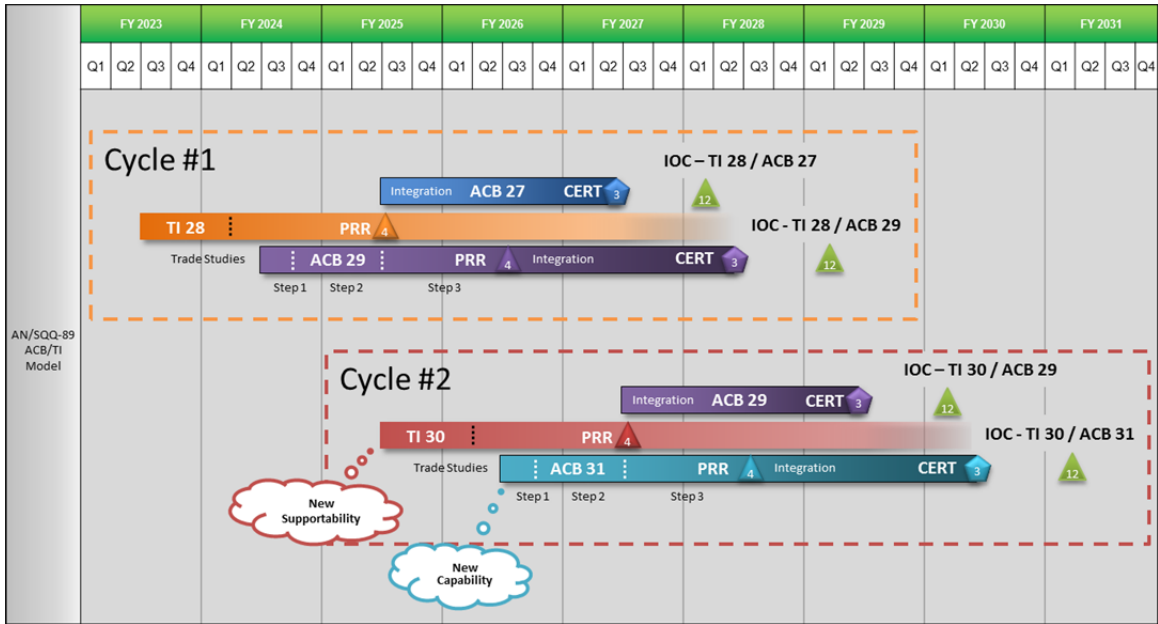 FY 2023 FY 2024 FY 2025 FY 2026 FY 2027 FY 2028 FY 2029 FY 2030 FY 2031
Q1 Q2 Q3 Q4 Q1 Q2 Q3 Q4 Q1 Q2 Q3 Q4 Q1 Q2 Q3 Q4 Q1 Q2 Q3 Q4 Q1 Q2 Q3 Q4 Q1 Q2 Q3 Q4 Q1 Q2 Q3 Q4 Q1 Q2 Q3 Q4
AN/SQQ-89
ACB/TI
Model
Cycle #1
IOC – TI 28 / ACB 27
Integration ACB 27 CERT 3
12
TI 28 PRR 4
IOC - TI 28 / ACB 29
Trade Studies
ACB 29 PRR 4 Integration CERT 3
12
Step 1 Step 2 Step 3
Cycle #2
IOC – TI 30 / ACB 29
Integration ACB 29 CERT 3
12
TI 30 PRR 4
IOC - TI 30 / ACB 31
Trade Studies
ACB 31 PRR 4 Integration CERT 3
12
Step 1 Step 2 Step 3
New
Supportability
New
Capability